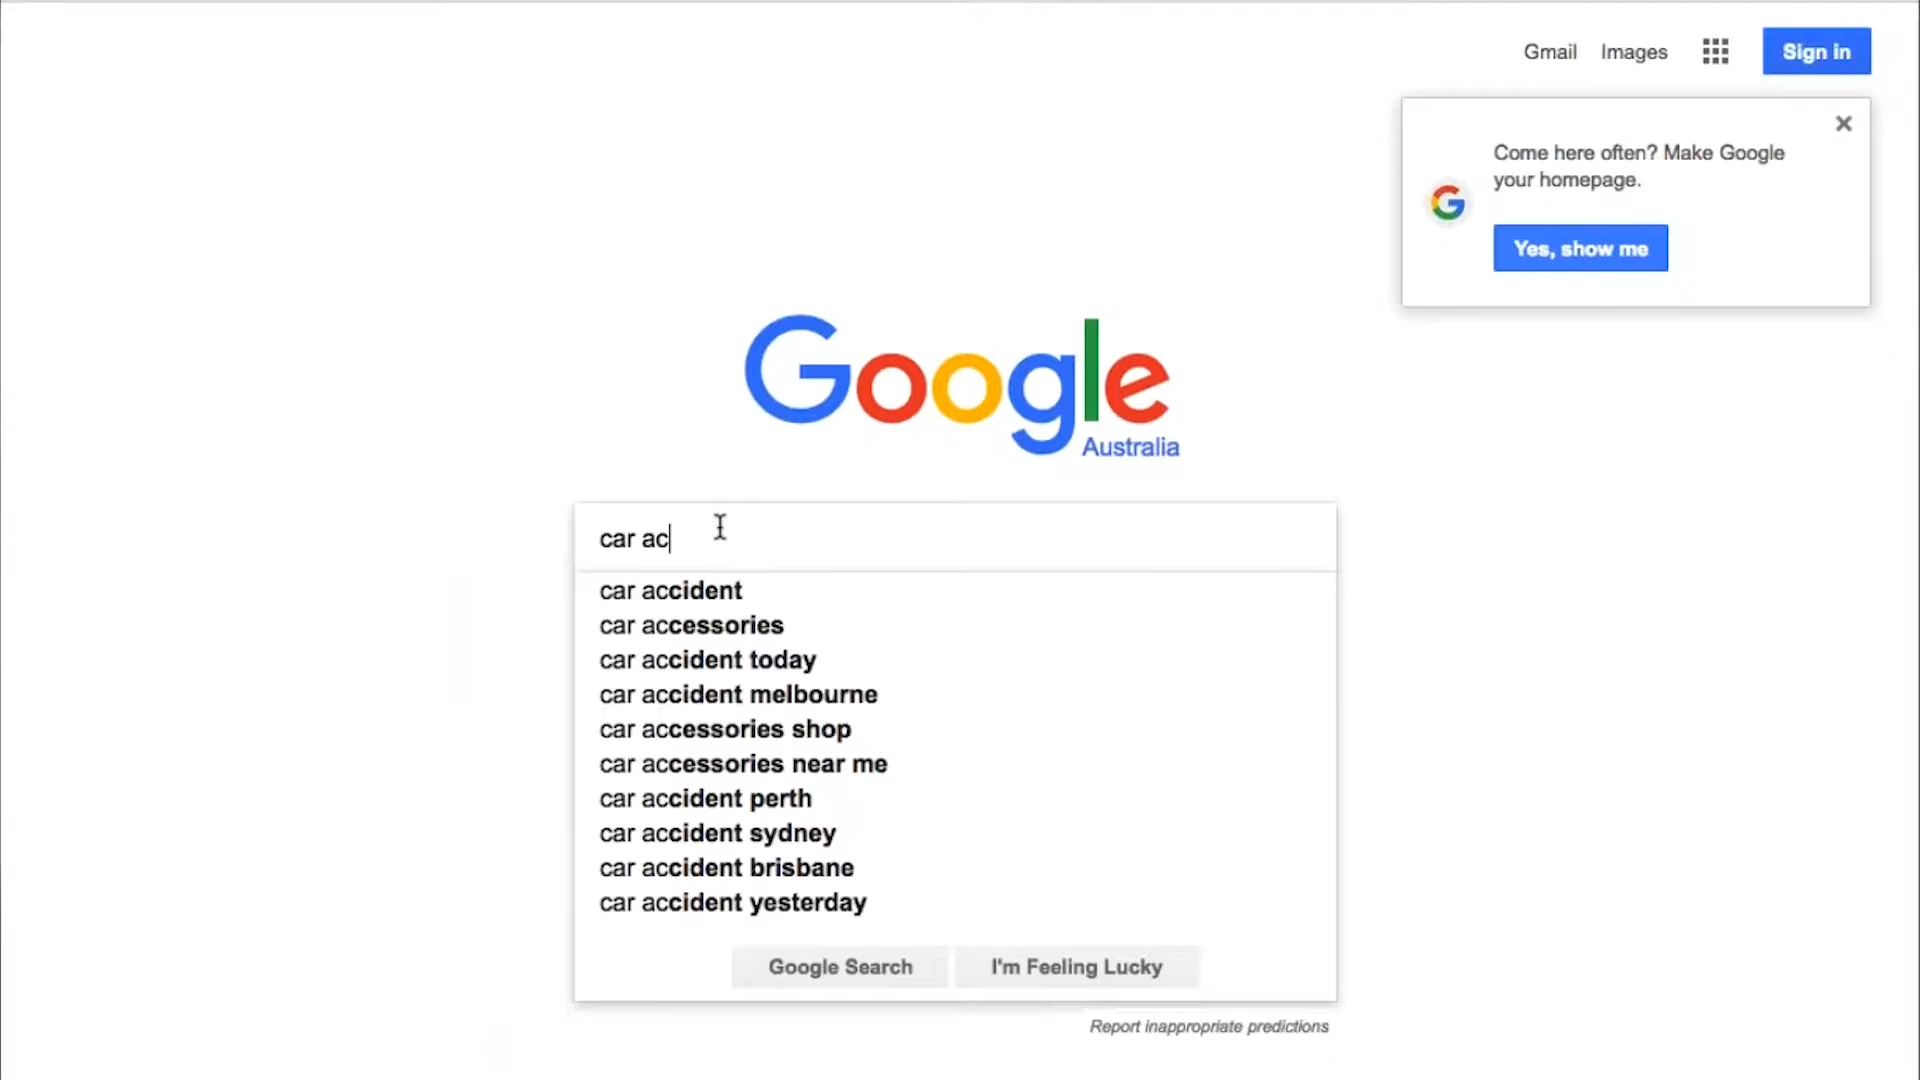 Gmail Images Sign in
Come here often? Make Google
your homepage.
Yes, show me
Google
Australia
car ac
car accident
car accessories
car accident today
car accident melbourne
car accessories shop
car accessories near me
car accident perth
car accident sydney
car accident brisbane
car accident yesterday
Google Search I'm Feeling Lucky
Report inappropriate predictions